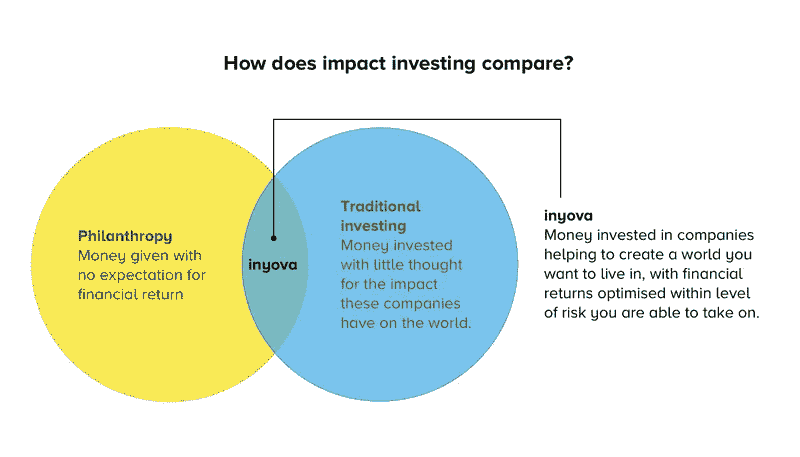 How does impact investing compare?
Philanthropy
Money given with
no expectation for
financial return
inyova
Traditional
investing
Money invested
with little thought
for the impact
these companies
have on the world.
inyova
Money invested in companies
helping to create a world you
want to live in, with financial
returns optimised within level
of risk you are able to take on.